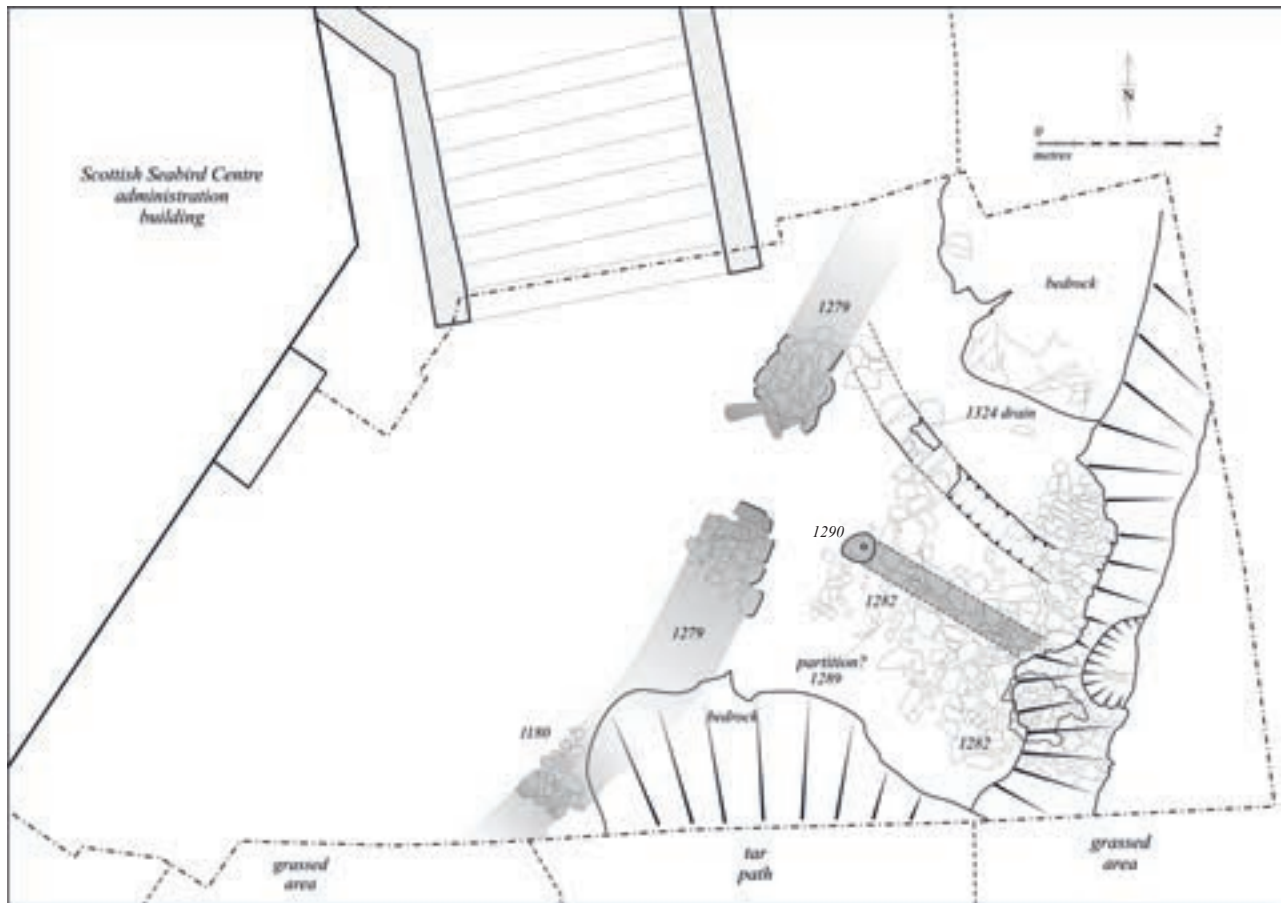 N
0
metres
Scottish Seabird Centre
administration
building
bedrock
1279
1324 drain
1290
1282
1279
partition?
1289
bedrock
1180
1282
grassed
area
tar
path
grassed
area